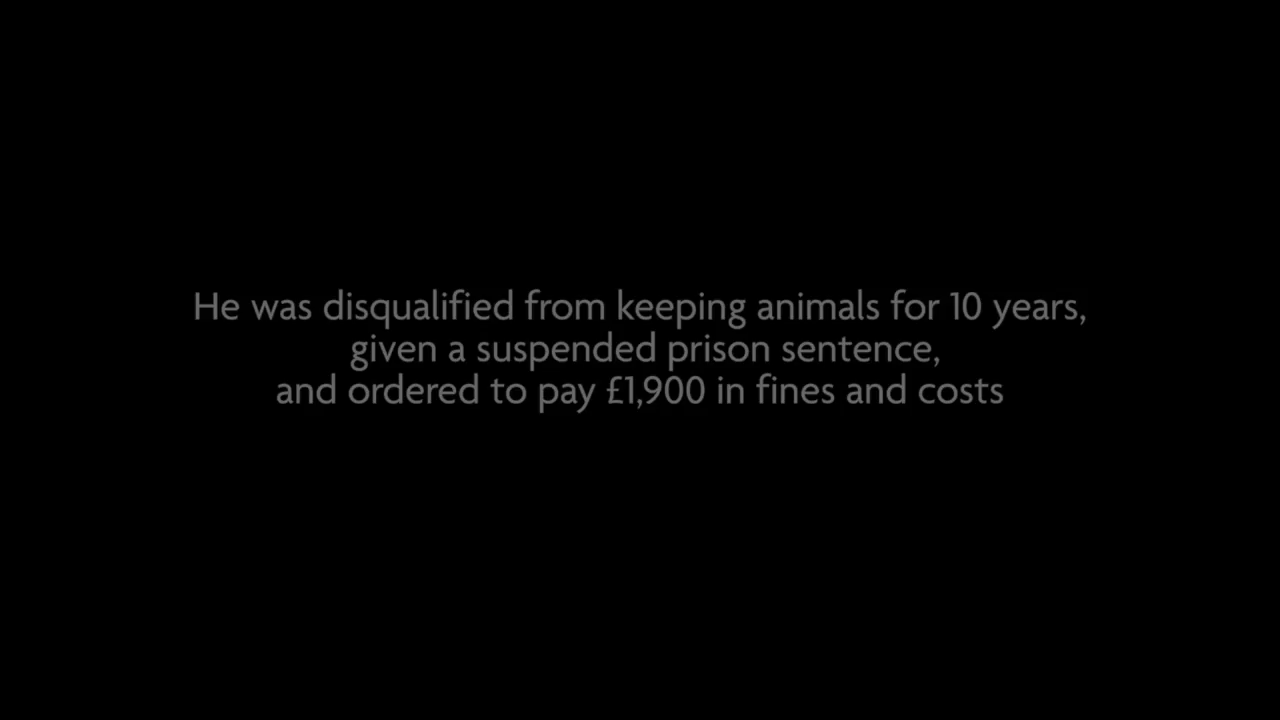 He was disqualified from keeping animals for 10 years,
given a suspended prison sentence,
and ordered to pay £1,900 in fines and costs